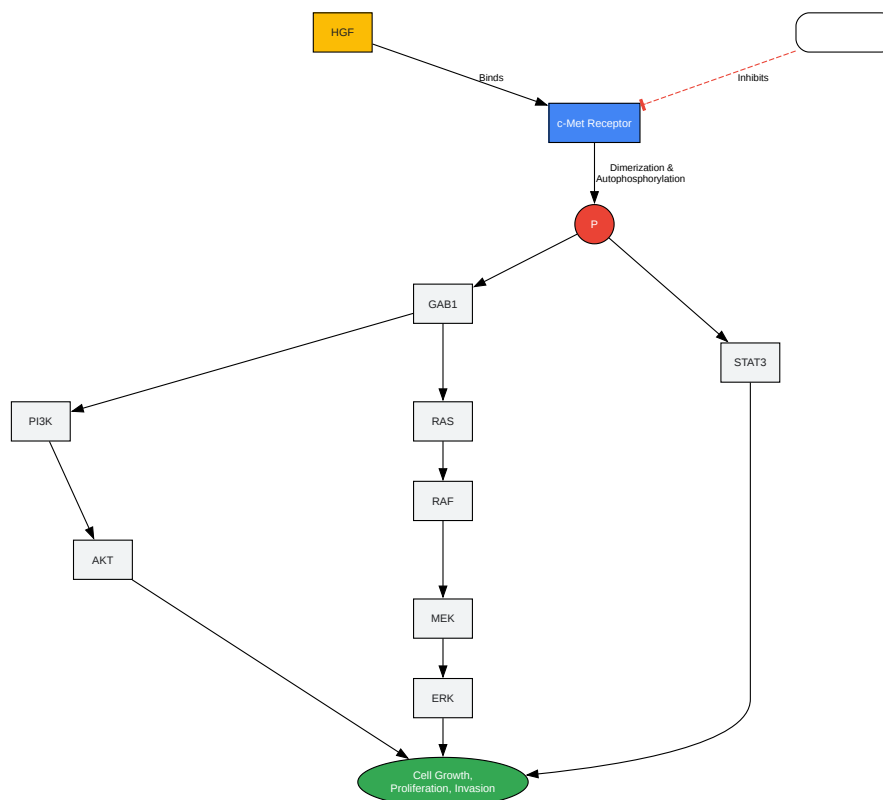 HGF
Binds
Inhibits
c-Met Receptor
Dimerization &
Autophosphorylation
P
GAB1
STAT3
PI3K
RAS
RAF
AKT
MEK
ERK
Cell Growth,
Proliferation, Invasion